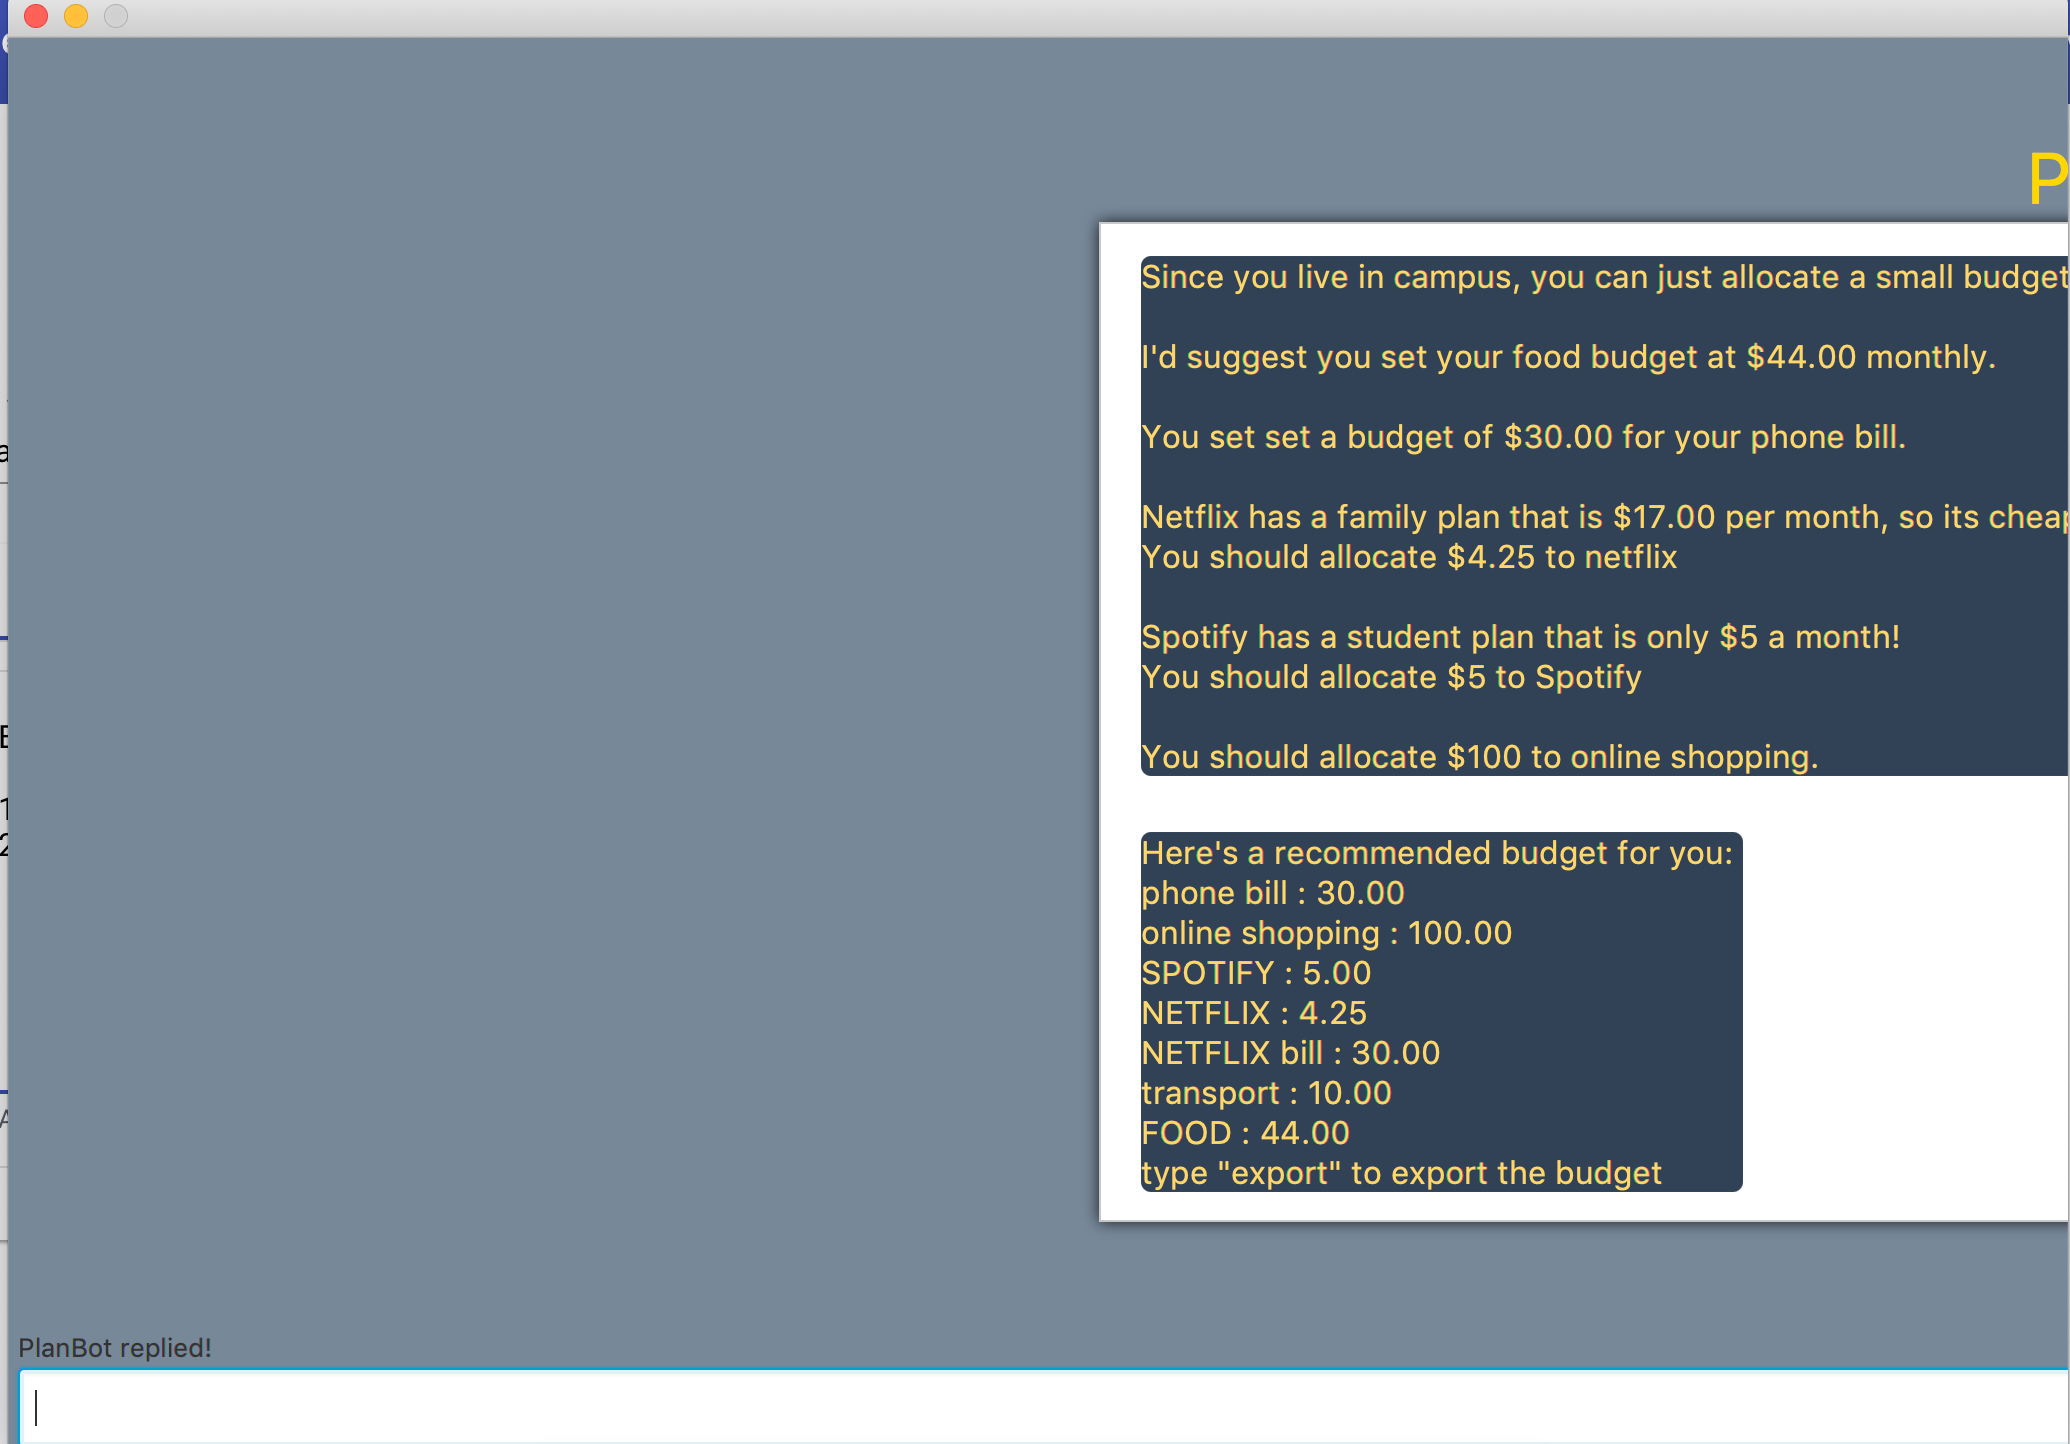 P
Since you live in campus, you can just allocate a small budget
I'd suggest you set your food budget at $44.00 monthly.
You set set a budget of $30.00 for your phone bill.
Netflix has a family plan that is $17.00 per month, so its cheap
You should allocate $4.25 to netflix
Spotify has a student plan that is only $5 a month!
You should allocate $5 to Spotify
You should allocate $100 to online shopping.
Here's a recommended budget for you:
phone bill : 30.00
online shopping : 100.00
SPOTIFY : 5.00
NETFLIX : 4.25
NETFLIX bill : 30.00
transport : 10.00
FOOD : 44.00
type "export" to export the budget
PlanBot replied!